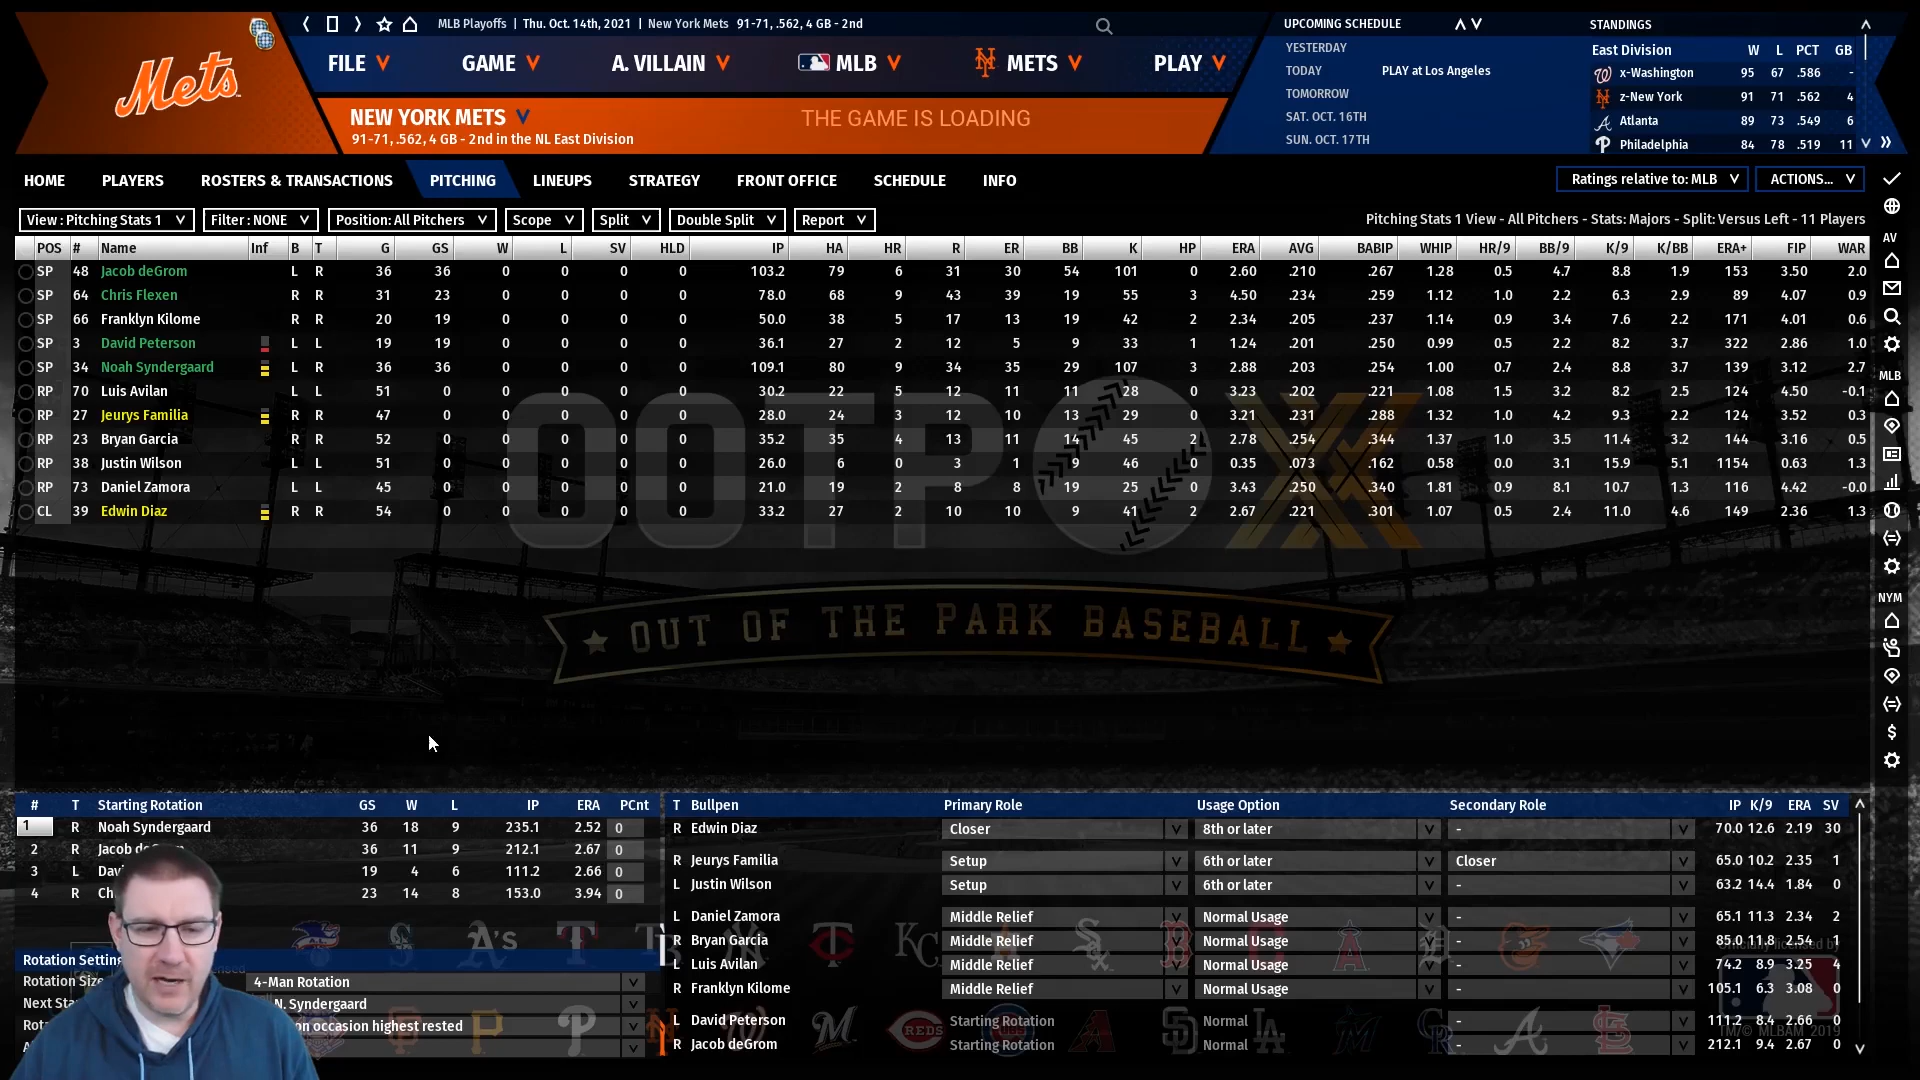 MLB Playoffs | Thu. Oct. 14th, 2021 | New York Mets 91-71, .562, 4 GB - 2nd
Mets
FILE GAME A. VILLAIN MLB METS PLAY
NEW YORK METS
91-71, .562, 4 GB - 2nd in the NL East Division
THE GAME IS LOADING
UPCOMING SCHEDULE
YESTERDAY
TODAY PLAY at Los Angeles
TOMORROW
SAT. OCT. 16TH
SUN. OCT. 17TH
STANDINGS
East Division W L PCT GB
x-Washington 95 67 .586 -
z-New York 91 71 .562 4
Atlanta 89 73 .549 6
Philadelphia 84 78 .519 11
HOME PLAYERS ROSTERS & TRANSACTIONS PITCHING LINEUPS STRATEGY FRONT OFFICE SCHEDULE INFO
Ratings relative to: MLB ACTIONS...
View : Pitching Stats 1 Filter : NONE Position: All Pitchers Scope Split Double Split Report
Pitching Stats 1 View - All Pitchers - Stats: Majors - Split: Versus Left - 11 Players
POS # Name Inf B T G GS W L SV HLD IP HA HR R ER BB K HP ERA AVG BABIP WHIP HR/9 BB/9 K/9 K/BB ERA+ FIP WAR
SP 48 Jacob deGrom L R 36 36 0 0 0 0 103.2 79 6 31 30 54 101 0 2.60 .210 .267 1.28 0.5 4.7 8.8 1.9 153 3.50 2.0
SP 64 Chris Flexen R R 31 23 0 0 0 0 78.0 68 9 43 39 19 55 3 4.50 .234 .259 1.12 1.0 2.2 6.3 2.9 89 4.07 0.9
SP 66 Franklyn Kilome R R 20 19 0 0 0 0 50.0 38 5 17 13 19 42 2 2.34 .205 .237 1.14 0.9 3.4 7.6 2.2 171 4.01 0.6
SP 3 David Peterson L L 19 19 0 0 0 0 36.1 27 2 12 5 9 33 1 1.24 .201 .250 0.99 0.5 2.2 8.2 3.7 322 2.86 1.0
SP 34 Noah Syndergaard L R 36 36 0 0 0 0 109.1 80 9 34 35 29 107 3 2.88 .203 .254 1.00 0.7 2.4 8.8 3.7 139 3.12 2.7
RP 70 Luis Avilan L L 51 0 0 0 0 0 30.2 22 5 12 11 11 28 0 3.23 .202 .221 1.08 1.5 3.2 8.2 2.5 124 4.50 -0.1
RP 27 Jeurys Familia R R 47 0 0 0 0 0 28.0 24 3 12 10 13 29 0 3.21 .231 .288 1.32 1.0 4.2 9.3 2.2 124 3.52 0.3
RP 23 Bryan Garcia R R 52 0 0 0 0 0 35.2 35 4 13 11 14 45 2 2.78 .254 .344 1.37 1.0 3.5 11.4 3.2 144 3.16 0.5
RP 38 Justin Wilson L L 51 0 0 0 0 0 26.0 6 0 3 1 9 46 0 0.35 .073 .162 0.58 0.0 3.1 15.9 5.1 1154 0.63 1.3
RP 73 Daniel Zamora L L 45 0 0 0 0 0 21.0 19 2 8 8 19 25 0 3.43 .250 .340 1.81 0.9 8.1 10.7 1.3 116 4.42 -0.0
CL 39 Edwin Diaz R R 54 0 0 0 0 0 33.2 27 2 10 10 9 41 2 2.67 .221 .301 1.07 0.5 2.4 11.0 4.6 149 2.36 1.3
AV
MLB
NYM
OOTP XX
OUT OF THE PARK BASEBALL
# T Starting Rotation GS W L IP ERA PCnt
1 R Noah Syndergaard 36 18 9 235.1 2.52 0
2 R Jacob 36 11 9 212.1 2.67 0
3 L 19 4 6 111.2 2.66 0
4 R 23 14 8 153.0 3.94 0
Rotation
Rotation 4-Man Rotation
Next N. Syndergaard
on occasion highest rested
T Bullpen Primary Role Usage Option Secondary Role IP K/9 ERA SV
R Edwin Diaz Closer 8th or later - 70.0 12.6 2.19 30
R Jeurys Familia Setup 6th or later Closer 65.0 10.2 2.35 1
L Justin Wilson Setup 6th or later - 63.2 14.4 1.84 0
L Daniel Zamora Middle Relief Normal Usage - 65.1 11.3 2.34 2
R Bryan Garcia Middle Relief Normal Usage - 85.0 11.8 2.54 1
L Luis Avilan Middle Relief Normal Usage - 74.2 8.9 3.25 4
R Franklyn Kilome Middle Relief Normal Usage - 105.1 6.3 3.08 0
L David Peterson Starting Rotation Normal - 111.2 8.4 2.66 0
R Jacob deGrom Starting Rotation Normal - 212.1 9.4 2.67 0
A's
KC
REDS
TM/© MLBAM 2019